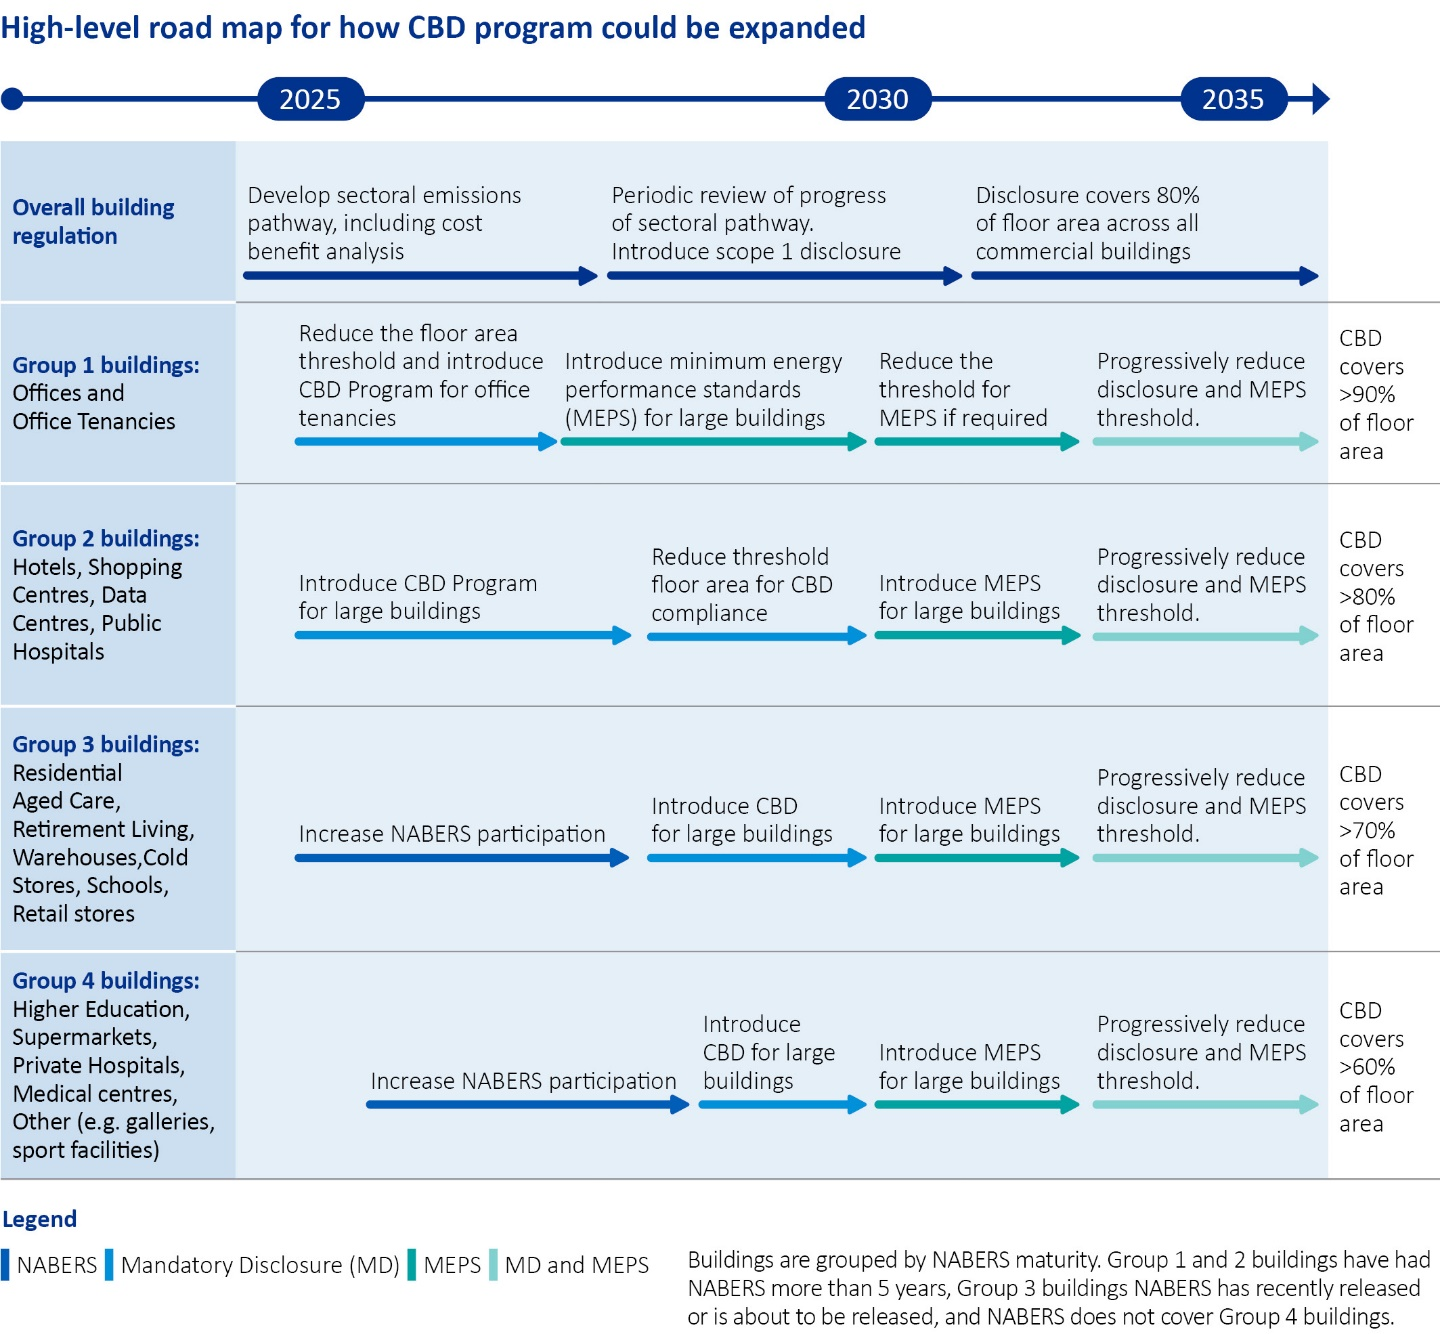 High-level road map for how CBD program could be expanded
2025
2030
2035
Overall building
regulation
Develop sectoral emissions
pathway, including cost
benefit analysis
Periodic review of progress
of sectoral pathway.
Introduce scope 1 disclosure
Disclosure covers 80%
of floor area across all
commercial buildings
Group 1 buildings:
Offices and
Office Tenancies
Reduce the floor area
threshold and introduce
CBD Program for office
tenancies
Introduce minimum energy
performance standards
(MEPS) for large buildings
Reduce the
threshold for
MEPS if required
Progressively reduce
disclosure and MEPS
threshold.
CBD
covers
>90%
of floor
area
Group 2 buildings:
Hotels, Shopping
Centres, Data
Centres, Public
Hospitals
Introduce CBD Program
for large buildings
Reduce threshold
floor area for CBD
compliance
Introduce MEPS
for large buildings
Progressively reduce
disclosure and MEPS
threshold.
CBD
covers
>80%
of floor
area
Group 3 buildings:
Residential
Aged Care,
Retirement Living,
Warehouses,Cold
Stores, Schools,
Retail stores
Increase NABERS participation
Introduce CBD
for large buildings
Introduce MEPS
for large buildings
Progressively reduce
disclosure and MEPS
threshold.
CBD
covers
>70%
of floor
area
Group 4 buildings:
Higher Education,
Supermarkets,
Private Hospitals,
Medical centres,
Other (e.g. galleries,
sport facilities)
Increase NABERS participation
Introduce
CBD for large
buildings
Introduce MEPS
for large buildings
Progressively reduce
disclosure and MEPS
threshold.
CBD
covers
>60%
of floor
area
Legend
NABERS
Mandatory Disclosure (MD)
MEPS
MD and MEPS
Buildings are grouped by NABERS maturity. Group 1 and 2 buildings have had
NABERS more than 5 years, Group 3 buildings NABERS has recently released
or is about to be released, and NABERS does not cover Group 4 buildings.